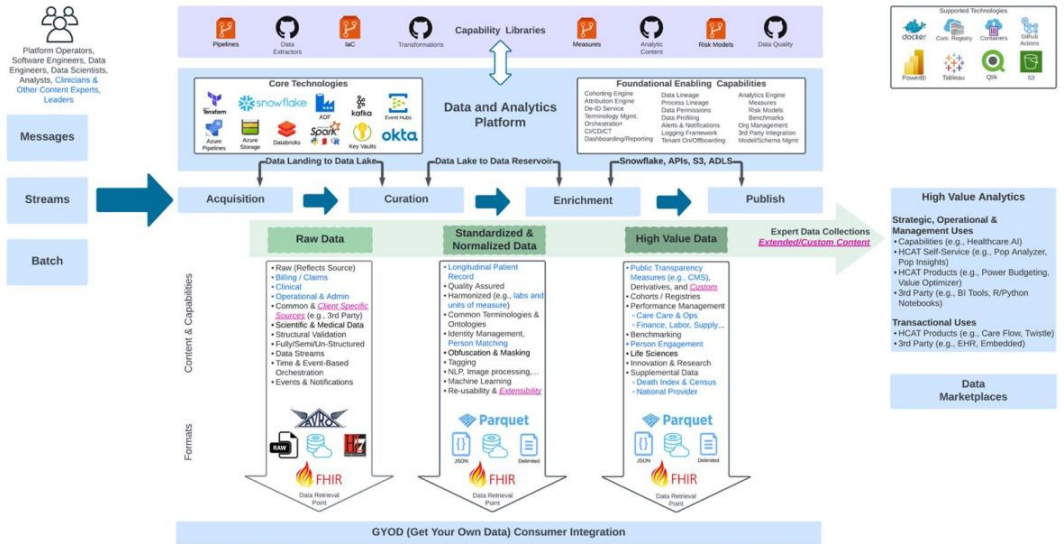 Platform Operators,
Software Engineers, Data
Engineers, Data Scientists,
Analysts, Clinicians &
Other Content Experts,
Leaders
Messages
Streams
Batch
Pipelines
Data
Extractors
IaC
Transformations
Capability Libraries
Measures
Analytic
Content
Risk Models
Data Quality
Supported Technologies
docker
Con. Registry
Containers
Github
Actions
PowerBI
Tableau
Qlik
S3
Core Technologies
Terraform
snowflake
ADF
kafka
Event Hubs
Azure
Pipelines
Azure
Storage
Databricks
Spark
Key Vaults
okta
Data and Analytics
Platform
Foundational Enabling Capabilities
Cohorting Engine
Attribution Engine
De-ID Service
Terminology Mgmt.
Orchestration
CI/CD/CT
Dashboarding/Reporting
Data Lineage
Process Lineage
Data Permissions
Data Profiling
Alerts & Notifications
Logging Framework
Tenant On/Offboarding
Analytics Engine
Measures
Risk Models
Benchmarks
Org Management
3rd Party Integration
Model/Schema Mgmt
Data Landing to Data Lake
Data Lake to Data Reservoir
Snowflake, APIs, S3, ADLS
Acquisition
Curation
Enrichment
Publish
Raw Data
Standardized &
Normalized Data
High Value Data
Expert Data Collections
Extended/Custom Content
Content & Capabilities
• Raw (Reflects Source)
• Billing / Claims
• Clinical
• Operational & Admin
• Common & Client Specific
Sources (e.g., 3rd Party)
• Scientific & Medical Data
• Structural Validation
• Fully/Semi/Un-Structured
• Data Streams
• Time & Event-Based
Orchestration
• Events & Notifications
• Longitudinal Patient
Record
• Quality Assured
• Harmonized (e.g., labs and
units of measure)
• Common Terminologies &
Ontologies
• Identity Management,
Person Matching
• Obfuscation & Masking
• Tagging
• NLP, Image processing,...
• Machine Learning
• Re-usability & Extensibility
• Public Transparency
Measures (e.g., CMS),
Derivatives, and Custom
• Cohorts / Registries
• Performance Management
- Care Care & Ops
- Finance, Labor, Supply...
• Benchmarking
• Person Engagement
• Life Sciences
• Innovation & Research
• Supplemental Data
- Death Index & Census
- National Provider
Formats
AVRO
RAW
FHIR
Data Retrieval
Point
Parquet
JSON
Delimited
FHIR
Data Retrieval
Point
Parquet
JSON
Delimited
FHIR
Data Retrieval
Point
High Value Analytics
Strategic, Operational &
Management Uses
• Capabilities (e.g., Healthcare.AI)
• HCAT Self-Service (e.g., Pop Analyzer,
Pop Insights)
• HCAT Products (e.g., Power Budgeting,
Value Optimizer)
• 3rd Party (e.g., BI Tools, R/Python
Notebooks)
Transactional Uses
• HCAT Products (e.g., Care Flow, Twistle)
• 3rd Party (e.g., EHR, Embedded)
Data
Marketplaces
GYOD (Get Your Own Data) Consumer Integration